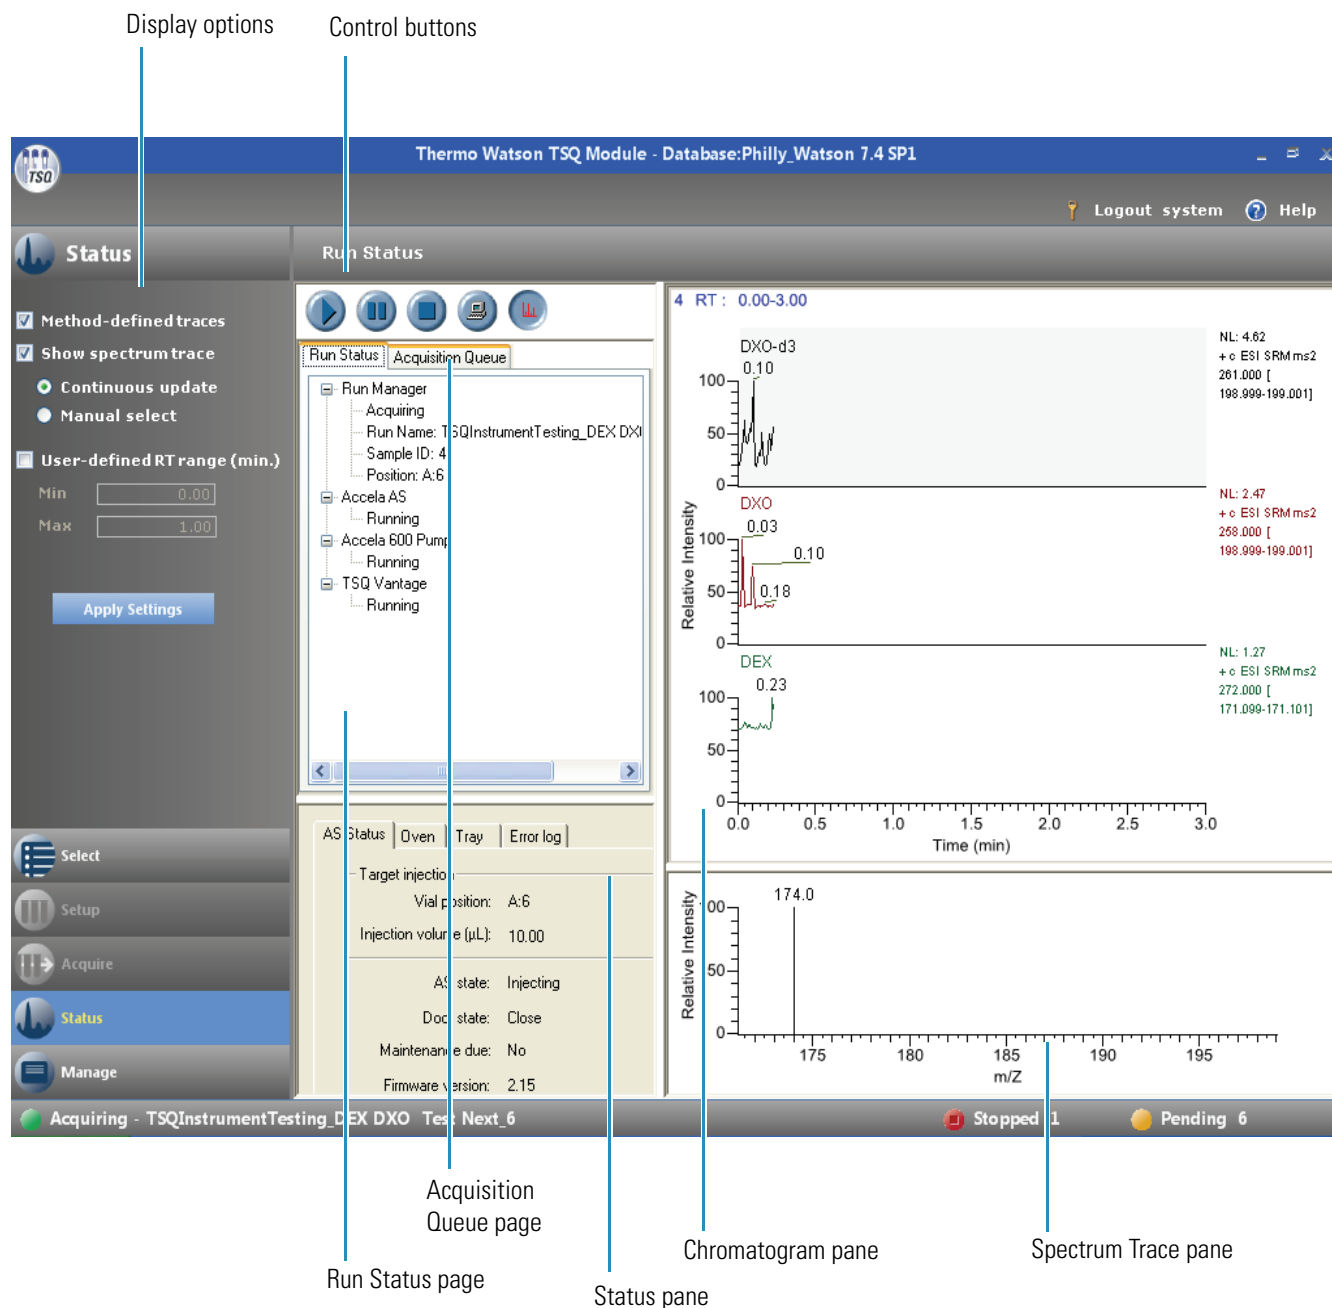 Display options
Control buttons
TSQ
Thermo Watson TSQ Module - Database:Philly_Watson 7.4 SP1
Logout system
Help
Status
Run Status
Method-defined traces
Show spectrum trace
Continuous update
Manual select
User-defined RT range (min.)
Min 0.00
Max 1.00
Apply Settings
Select
Setup
Acquire
Status
Manage
Run Status
Acquisition Queue
Run Manager
Acquiring
Run Name: TSQInstrumentTesting_DEX DX
Sample ID: 4
Position: A:6
Accela AS
Running
Accela 600 Pump
Running
TSQ Vantage
Running
AS Status
Oven
Tray
Error log
Target injection
Vial position: A:6
Injection volume (µL): 10.00
AS state: Injecting
Door state: Close
Maintenance due: No
Firmware version: 2.15
4 RT : 0.00-3.00
DXO-d3
0.10
100
50
0
NL: 4.62
+ c ESI SRM ms2
261.000 [
198.999-199.001]
DXO
0.03
0.10
0.18
100
50
0
NL: 2.47
+ c ESI SRM ms2
258.000 [
198.999-199.001]
DEX
0.23
100
50
0
NL: 1.27
+ c ESI SRM ms2
272.000 [
171.099-171.101]
Relative Intensity
0.0 0.5 1.0 1.5 2.0 2.5 3.0
Time (min)
Relative Intensity
174.0
100
50
0
175 180 185 190 195
m/Z
Acquiring - TSQInstrumentTesting_DEX DXO Test Next_6
Stopped 1
Pending 6
Acquisition
Queue page
Chromatogram pane
Spectrum Trace pane
Run Status page
Status pane